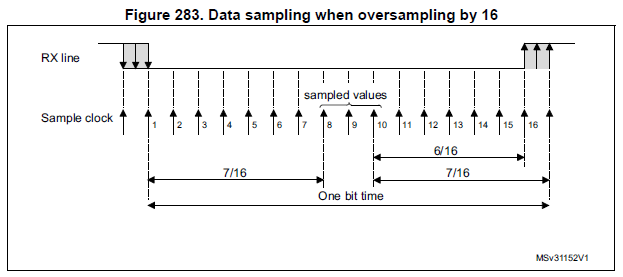 Figure 283. Data sampling when oversampling by 16
RX line
sampled values
Sample clock
1 2 3 4 5 6 7 8 9 10 11 12 13 14 15 16
6/16
7/16 7/16
One bit time
MSv31152V1